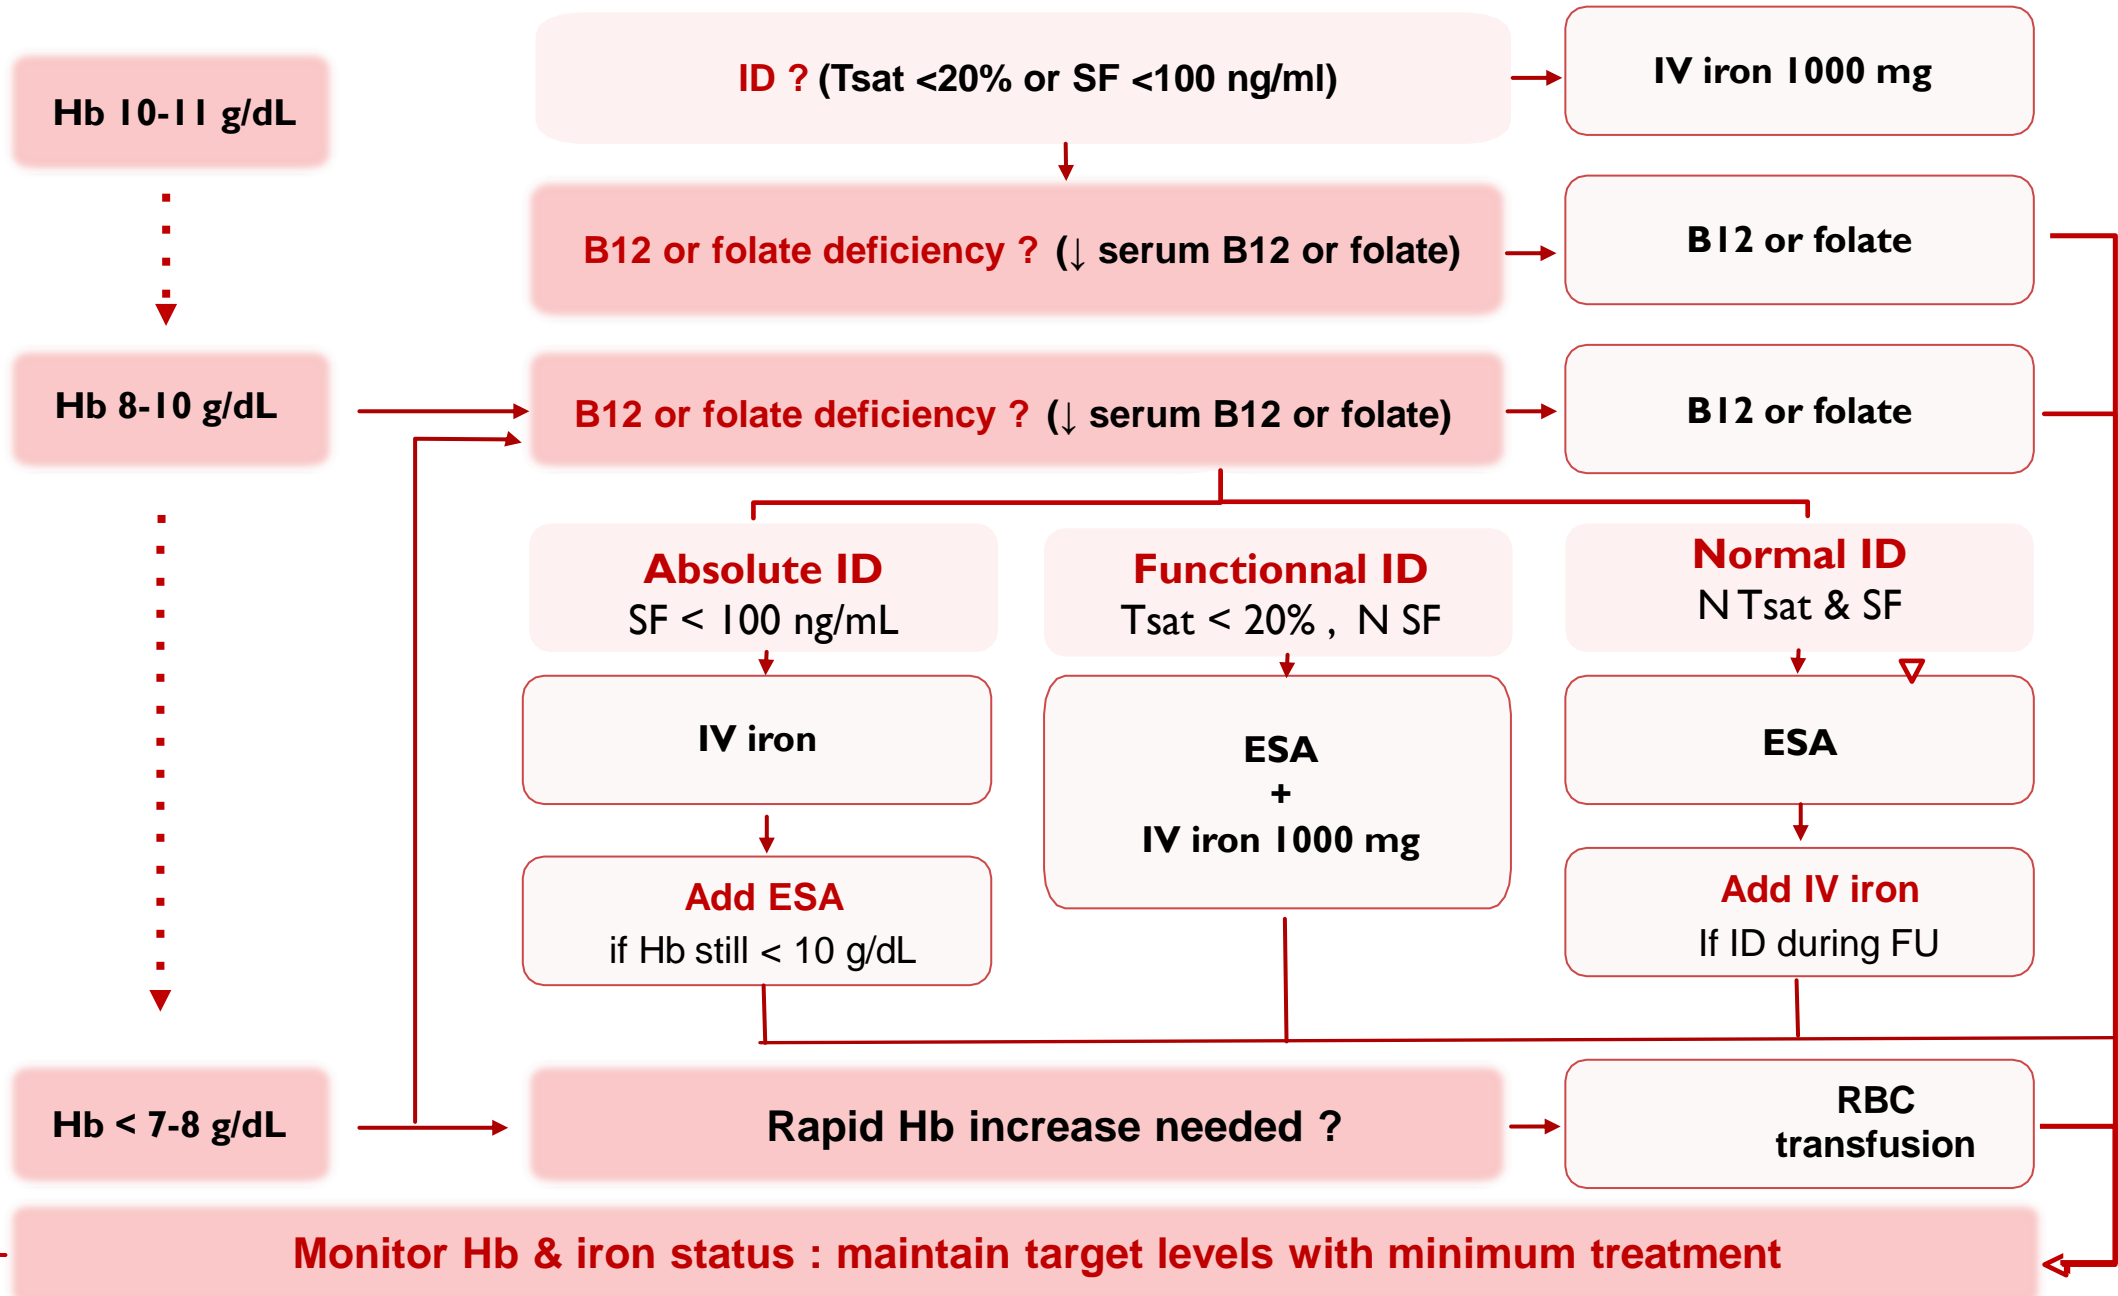 Hb 10-11 g/dL
ID ? (Tsat <20% or SF <100 ng/ml)
IV iron 1000 mg
B12 or folate deficiency ? (↓ serum B12 or folate)
B12 or folate
Hb 8-10 g/dL
B12 or folate deficiency ? (↓ serum B12 or folate)
B12 or folate
Absolute ID
SF < 100 ng/mL
Functionnal ID
Tsat < 20% , N SF
Normal ID
N Tsat & SF
IV iron
ESA
+
IV iron 1000 mg
ESA
Add ESA
if Hb still < 10 g/dL
Add IV iron
If ID during FU
Hb < 7-8 g/dL
Rapid Hb increase needed ?
RBC
transfusion
Monitor Hb & iron status : maintain target levels with minimum treatment